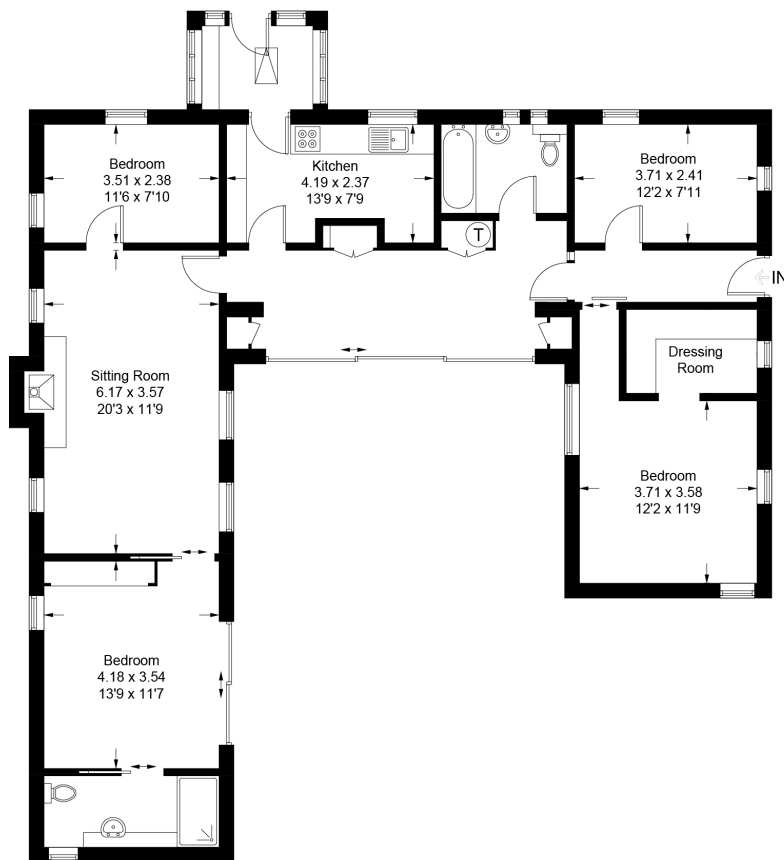 Bedroom
3.51 x 2.38
11'6 x 7'10
Kitchen
4.19 x 2.37
13'9 x 7'9
Bedroom
3.71 x 2.41
12'2 x 7'11
T
IN
Sitting Room
6.17 x 3.57
20'3 x 11'9
Dressing
Room
Bedroom
3.71 x 3.58
12'2 x 11'9
Bedroom
4.18 x 3.54
13'9 x 11'7